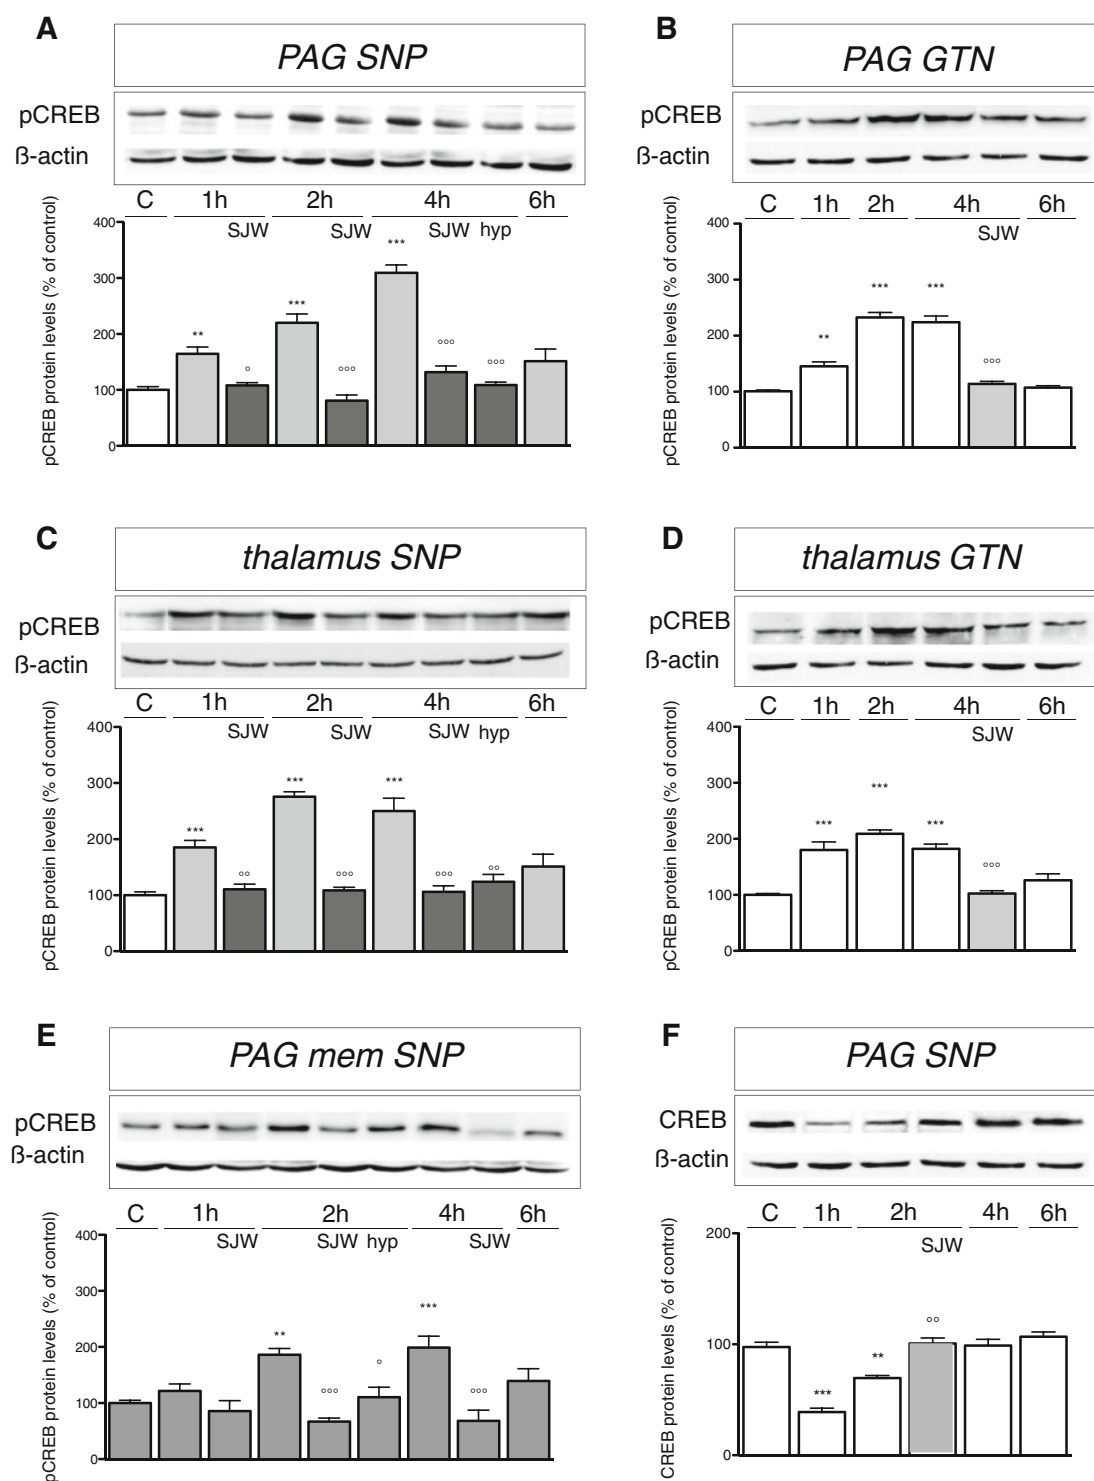 A
PAG SNP
pCREB
ß-actin
C 1h 2h 4h 6h
SJW SJW SJW hyp
pCREB protein levels (% of control)
400
300
200
100
0
** ° *** °°° *** °°° °°°
B
PAG GTN
pCREB
ß-actin
C 1h 2h 4h 6h
SJW
pCREB protein levels (% of control)
400
300
200
100
0
** *** *** °°°
C
thalamus SNP
pCREB
ß-actin
C 1h 2h 4h 6h
SJW SJW SJW hyp
pCREB protein levels (% of control)
400
300
200
100
0
*** °° *** °°° *** °°° °°
D
thalamus GTN
pCREB
ß-actin
C 1h 2h 4h 6h
SJW
pCREB protein levels (% of control)
400
300
200
100
0
*** *** *** °°°
E
PAG mem SNP
pCREB
ß-actin
C 1h 2h 4h 6h
SJW SJW hyp SJW
pCREB protein levels (% of control)
400
300
200
100
0
** °°° ° *** °°°
F
PAG SNP
CREB
ß-actin
C 1h 2h 4h 6h
SJW
CREB protein levels (% of control)
200
100
0
*** ** °°